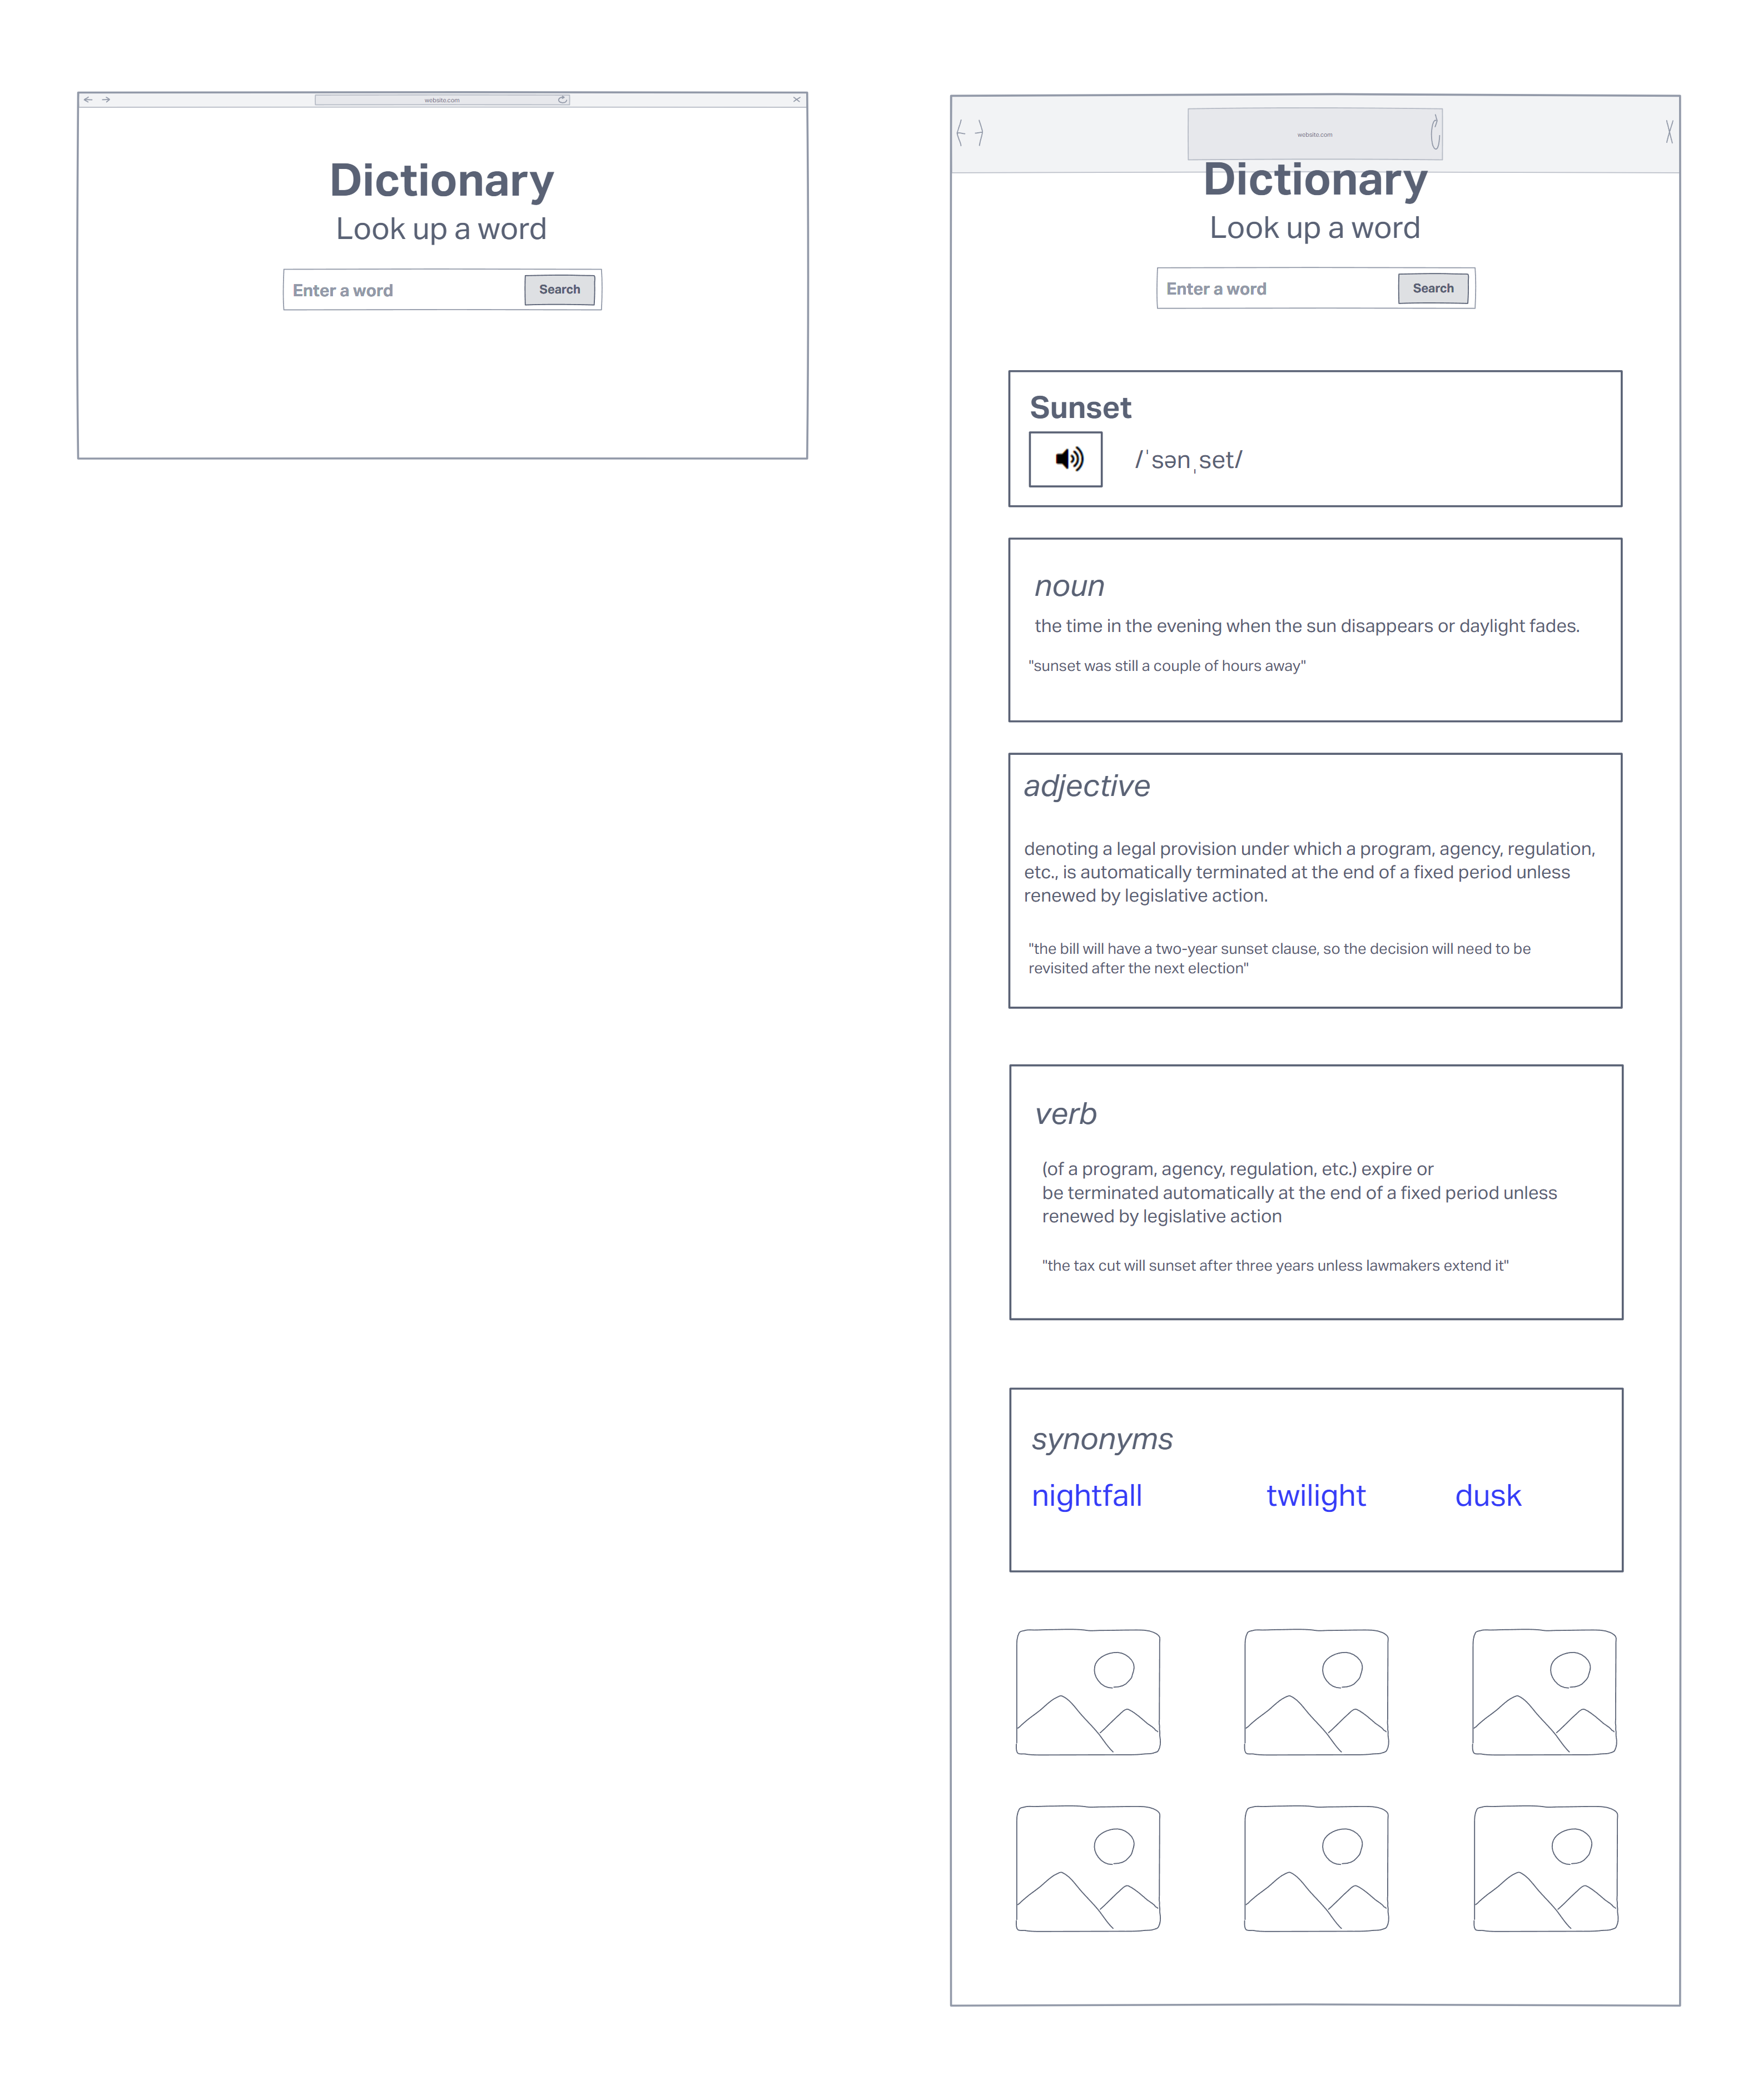 website.com
Dictionary
Look up a word
Enter a word
Search
website.com
Dictionary
Look up a word
Enter a word
Search
Sunset
/ˈsənˌset/
noun
the time in the evening when the sun disappears or daylight fades.
"sunset was still a couple of hours away"
adjective
denoting a legal provision under which a program, agency, regulation,
etc., is automatically terminated at the end of a fixed period unless
renewed by legislative action.
"the bill will have a two-year sunset clause, so the decision will need to be
revisited after the next election"
verb
(of a program, agency, regulation, etc.) expire or
be terminated automatically at the end of a fixed period unless
renewed by legislative action
"the tax cut will sunset after three years unless lawmakers extend it"
synonyms
nightfall twilight dusk